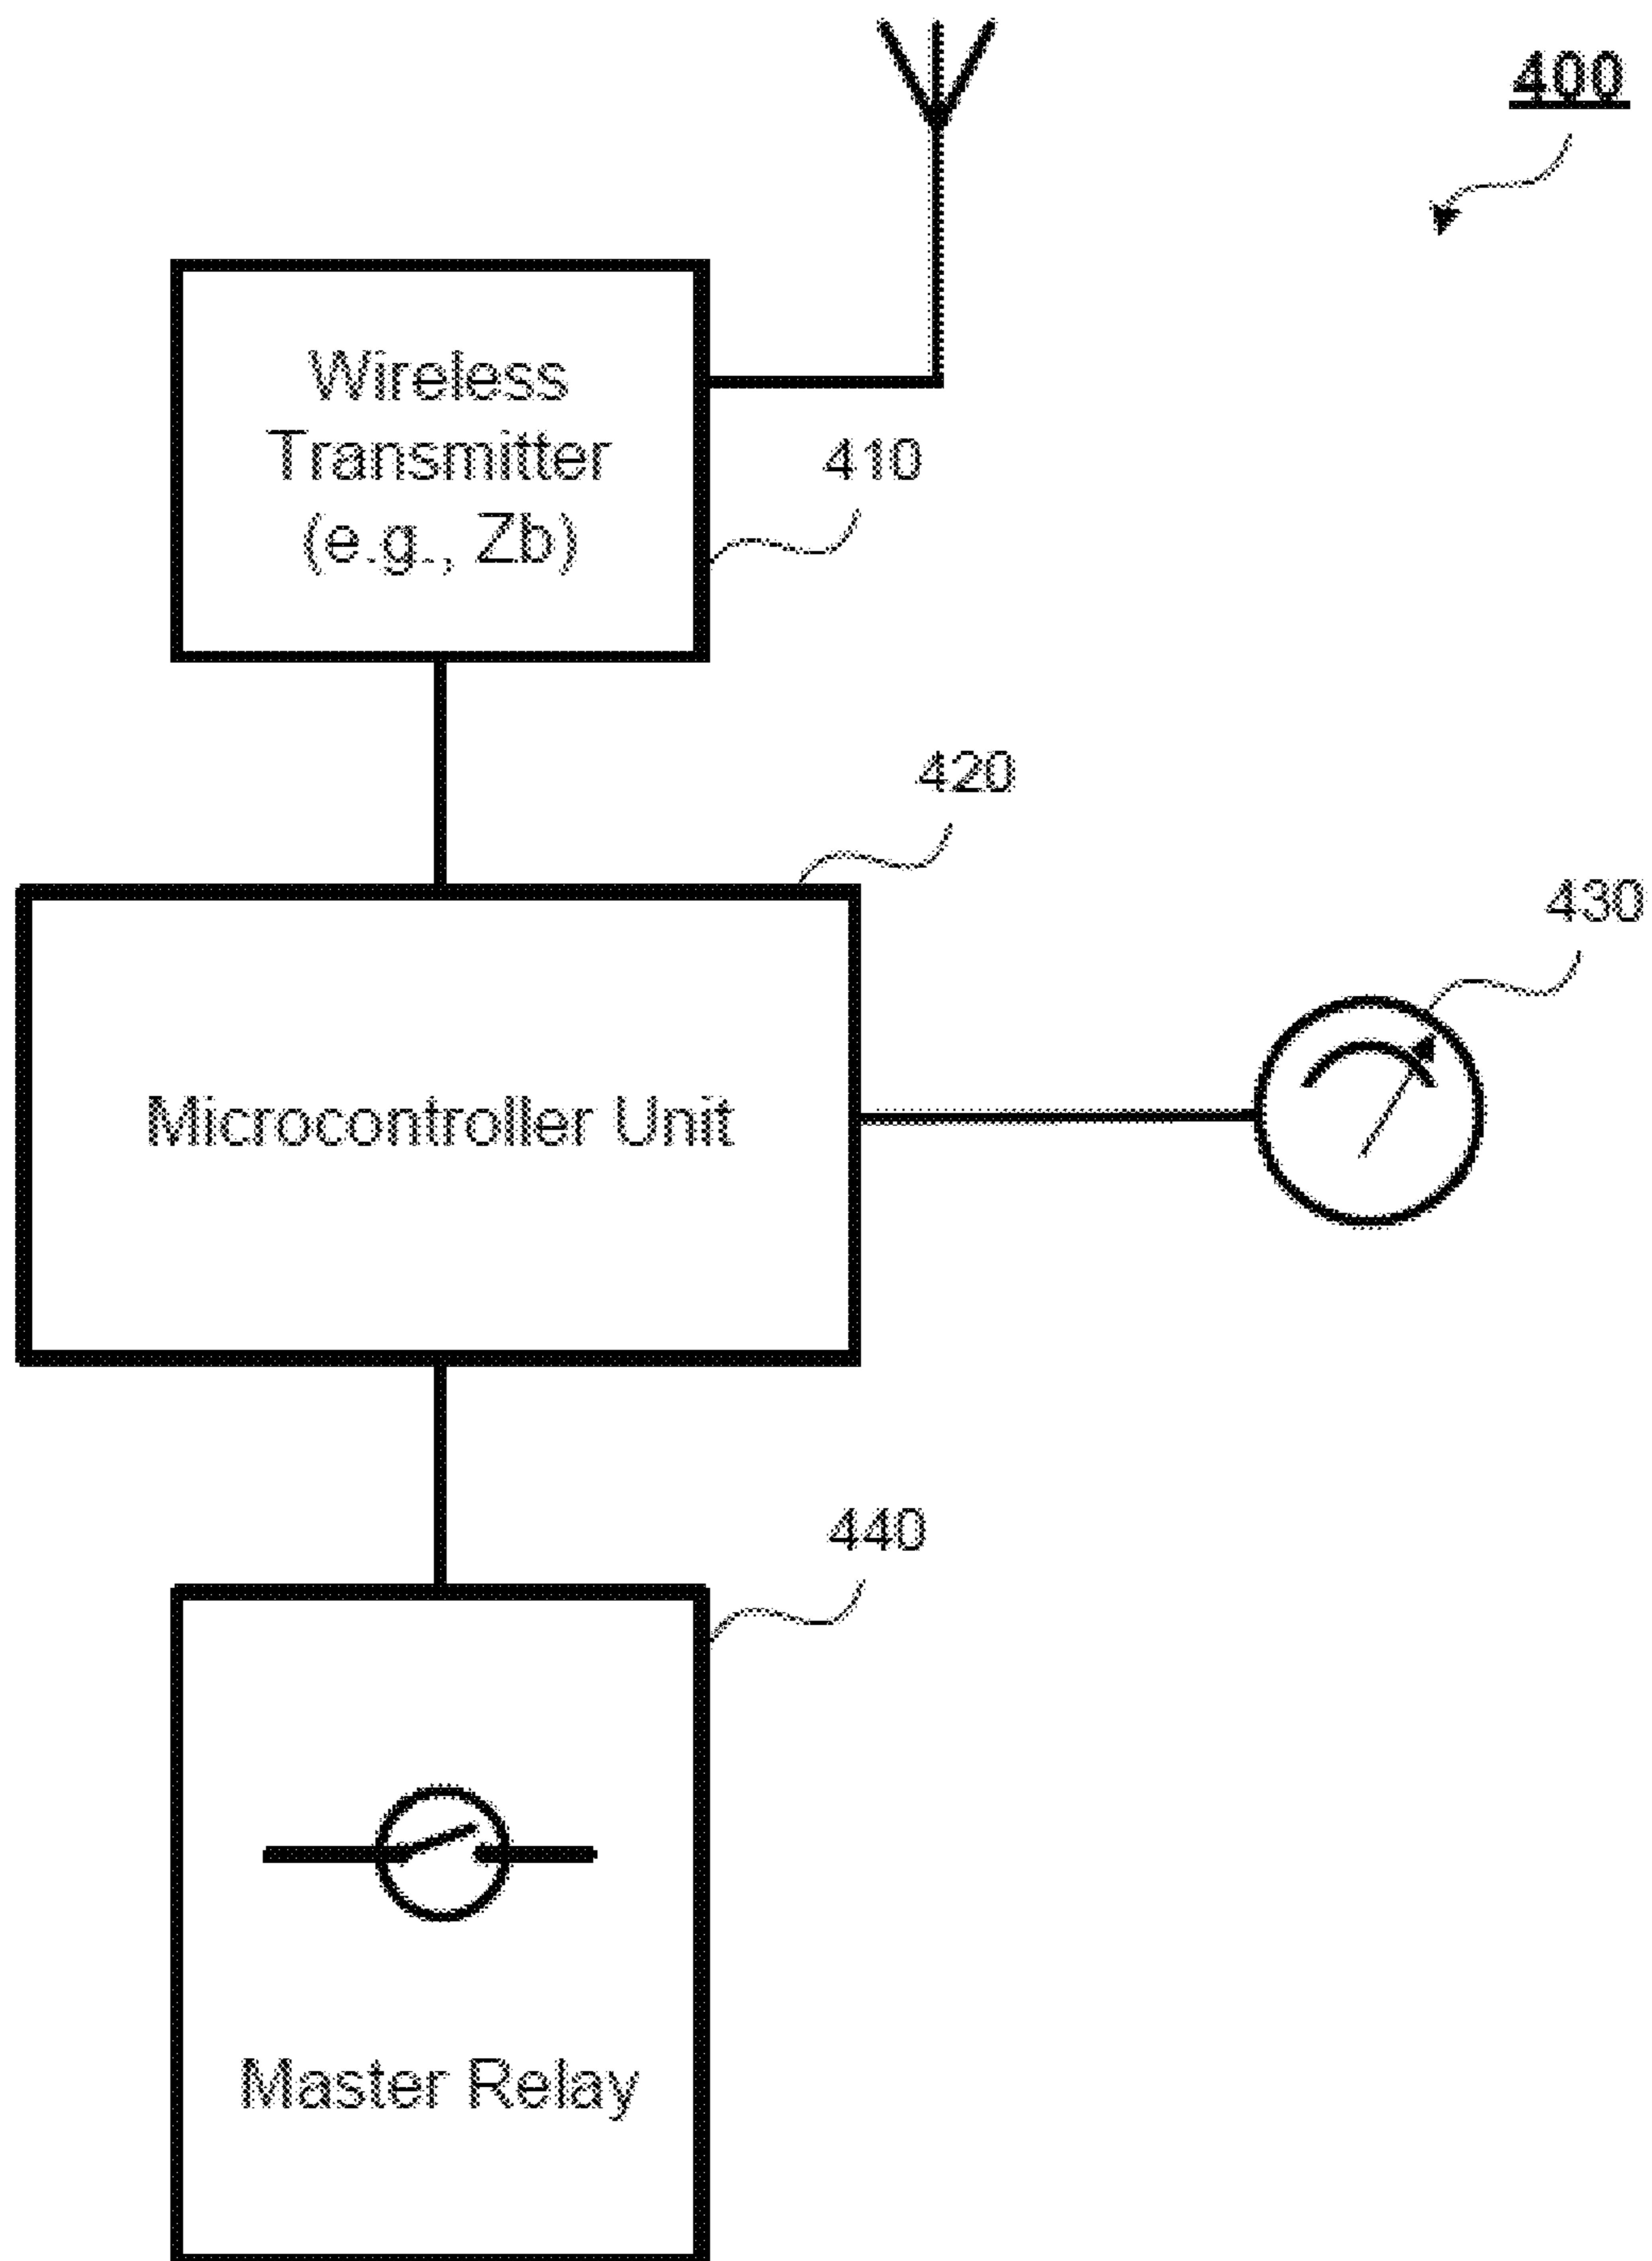 400
Wireless
Transmitter
(e.g., Zb)
410
420
430
Microcontroller Unit
440
Master Relay